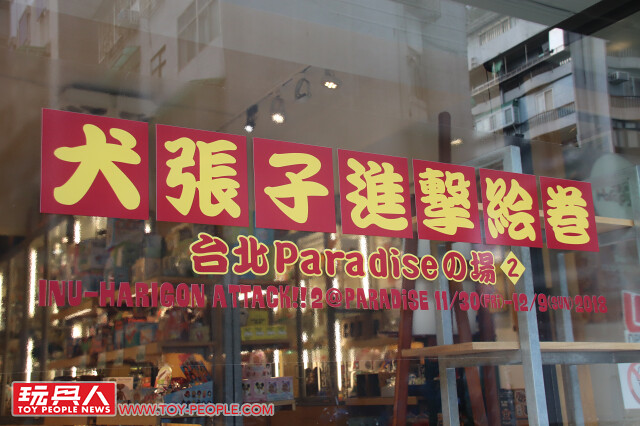 犬張子進撃絵巻
台北Paradiseの場2
INU-HARIGON ATTACK!! 2@PARADISE 11/30(FRI)-12/9(SUN) 2018
玩具人
TOY PEOPLE NEWS
WWW.TOY-PEOPLE.COM